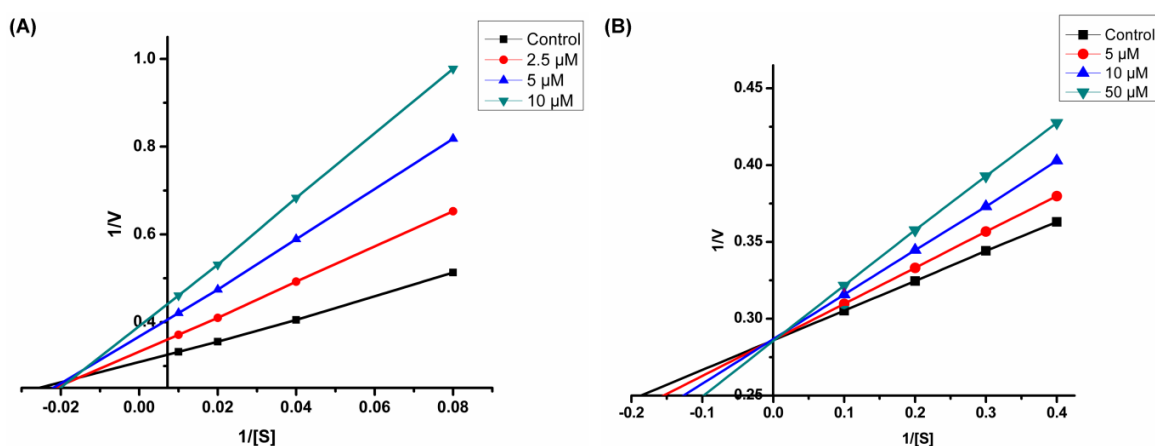 (A)
Control
2.5 µM
5 µM
10 µM
1.0
0.8
0.6
0.4
1/V
-0.02 0.00 0.02 0.04 0.06 0.08
1/[S]
(B)
Control
5 µM
10 µM
50 µM
0.45
0.40
0.35
0.30
0.25
1/V
-0.2 -0.1 0.0 0.1 0.2 0.3 0.4
1/[S]